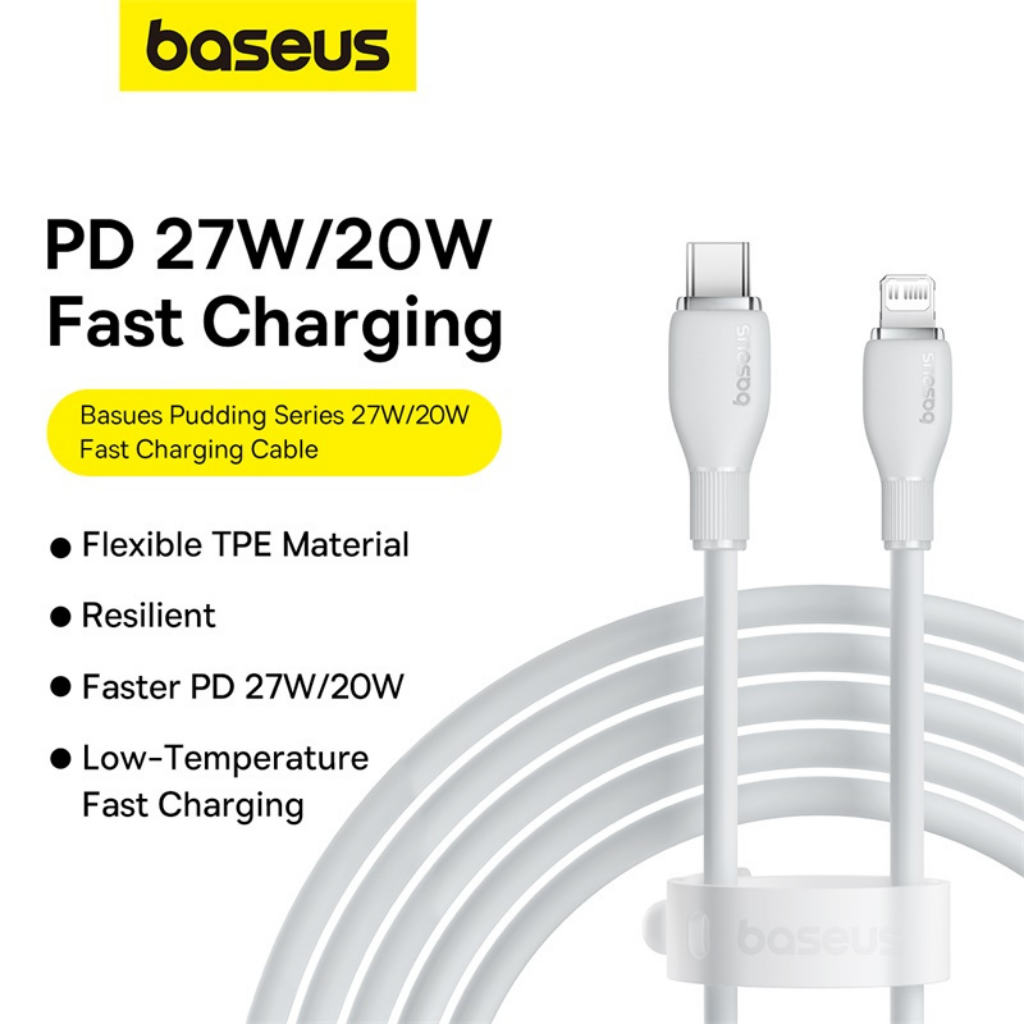 baseus
PD 27W/20W
Fast Charging
Basues Pudding Series 27W/20W
Fast Charging Cable
● Flexible TPE Material
● Resilient
● Faster PD 27W/20W
● Low-Temperature
Fast Charging
baseus
baseus
baseus